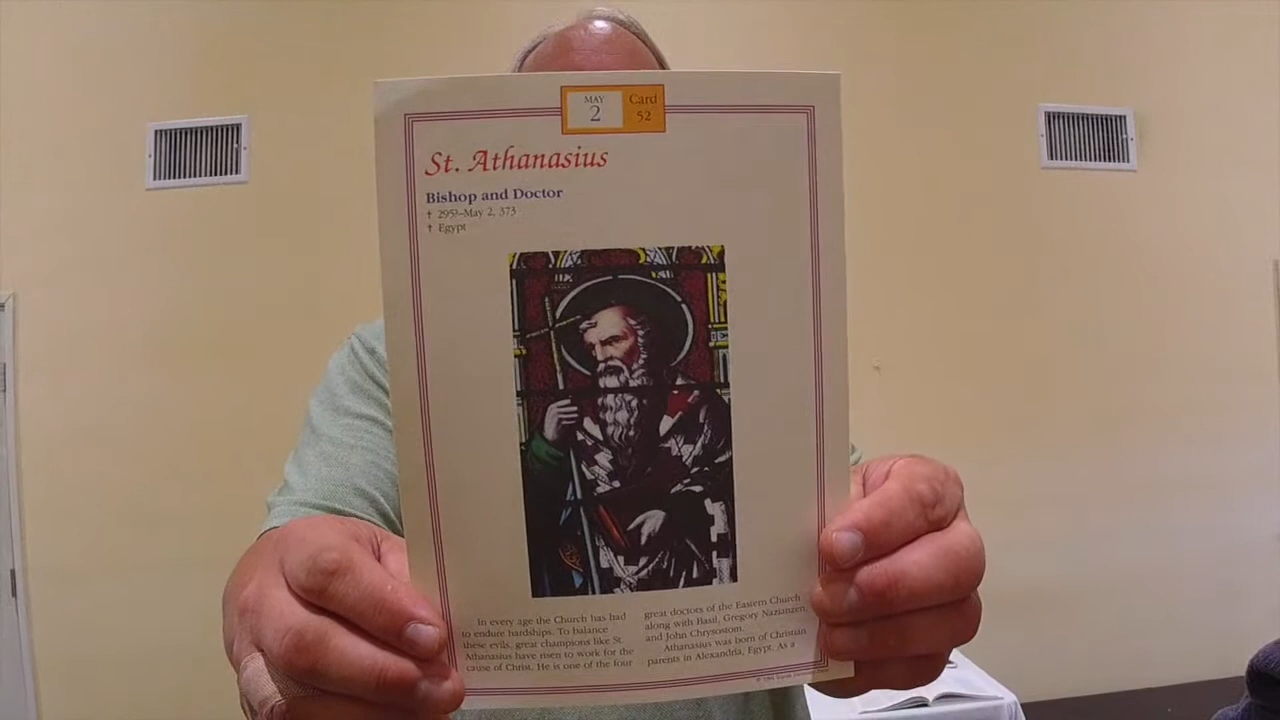 MAY
2
Card
52
St. Athanasius
Bishop and Doctor
† 295?–May 2, 373
† Egypt
In every age the Church has had
to endure hardships. To balance
these evils, great champions like St.
Athanasius have risen to work for the
cause of Christ. He is one of the four
great doctors of the Eastern Church
along with Basil, Gregory Nazianzen,
and John Chrysostom.
Athanasius was born of Christian
parents in Alexandria, Egypt. As a